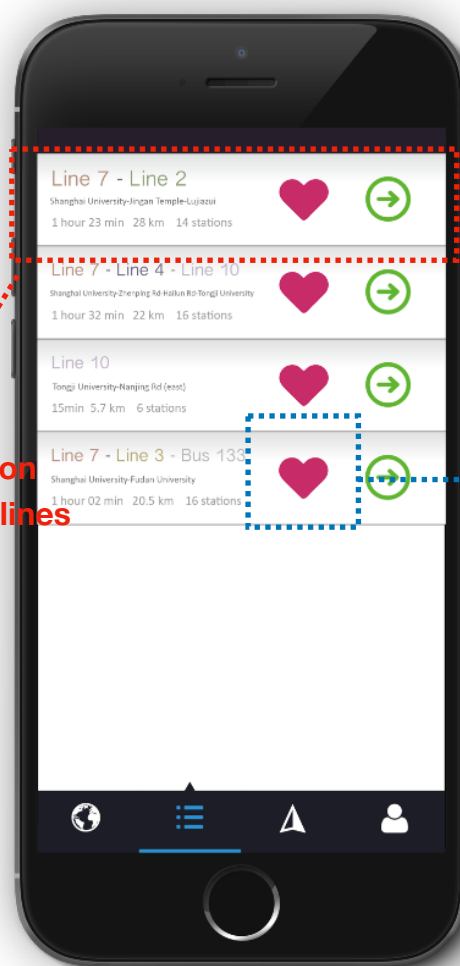 Line 7 - Line 2
Shanghai University-Jingan Temple-Lujiazui
1 hour 23 min 28 km 14 stations
Line 7 - Line 4 - Line 10
Shanghai University-Zhenping Rd-Hailun Rd-Tongji University
1 hour 32 min 22 km 16 stations
Line 10
Tongji University-Nanjing Rd (east)
15min 5.7 km 6 stations
Line 7 - Line 3 - Bus 133
Shanghai University-Fudan University
1 hour 02 min 20.5 km 16 stations
on
lines